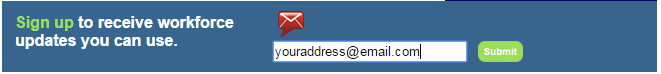 Sign up to receive workforce
updates you can use.
youraddress@email.com
Submit